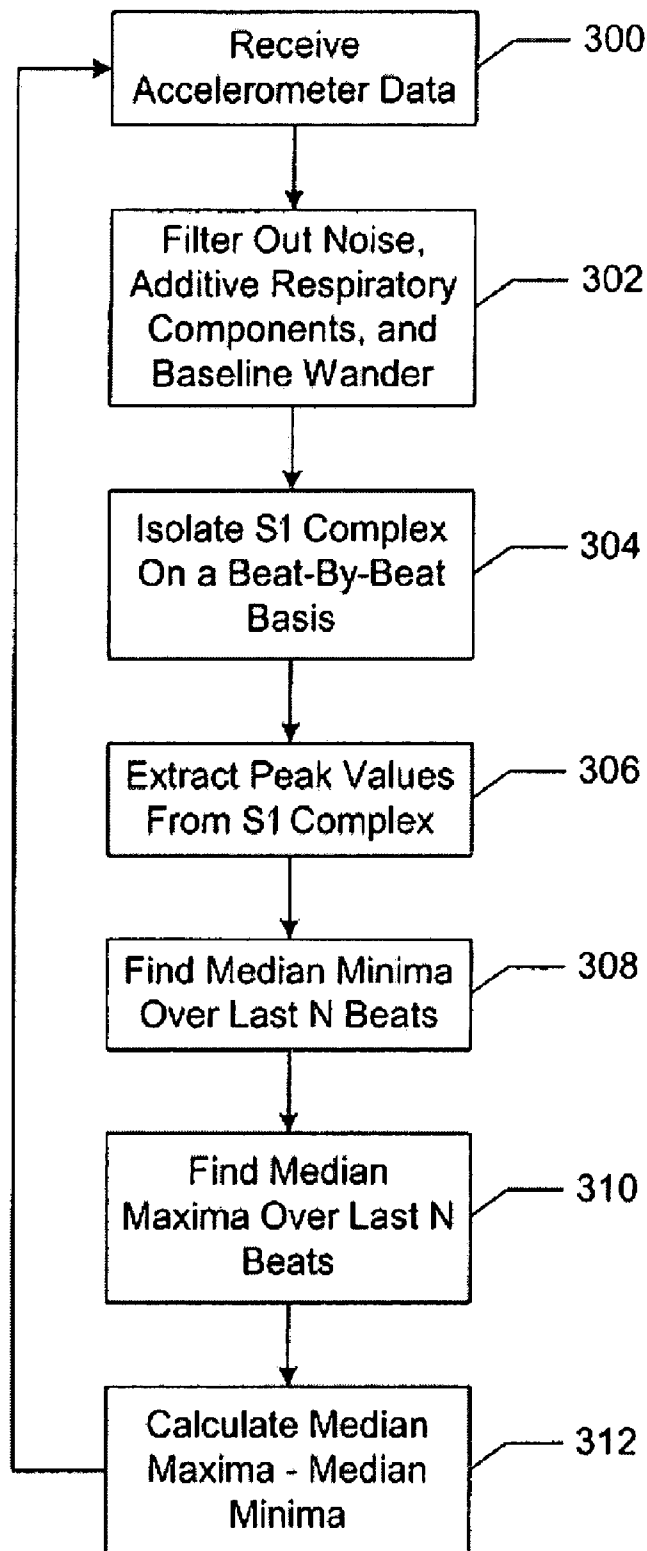 Receive
Accelerometer Data
300
Filter Out Noise,
Additive Respiratory
Components, and
Baseline Wander
302
Isolate S1 Complex
On a Beat-By-Beat
Basis
304
Extract Peak Values
From S1 Complex
306
Find Median Minima
Over Last N Beats
308
Find Median
Maxima Over Last N
Beats
310
Calculate Median
Maxima - Median
Minima
312